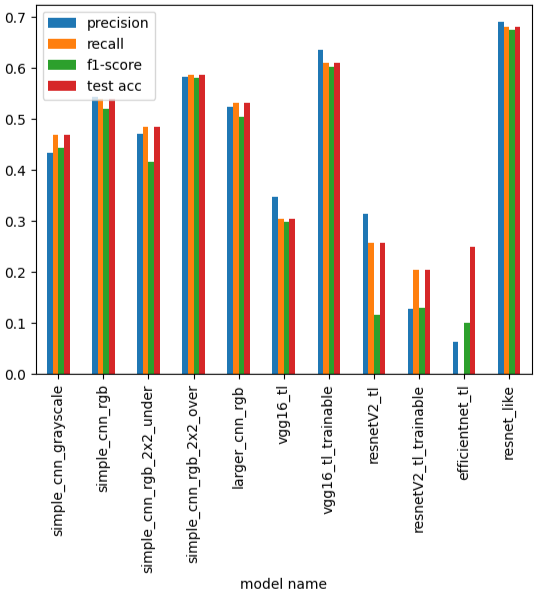 0.7
0.6
0.5
0.4
0.3
0.2
0.1
0.0
precision
recall
f1-score
test acc
simple_cnn_grayscale
simple_cnn_rgb
simple_cnn_rgb_2x2_under
simple_cnn_rgb_2x2_over
larger_cnn_rgb
vgg16_tl
vgg16_tl_trainable
resnetV2_tl
resnetV2_tl_trainable
efficientnet_tl
resnet_like
model name